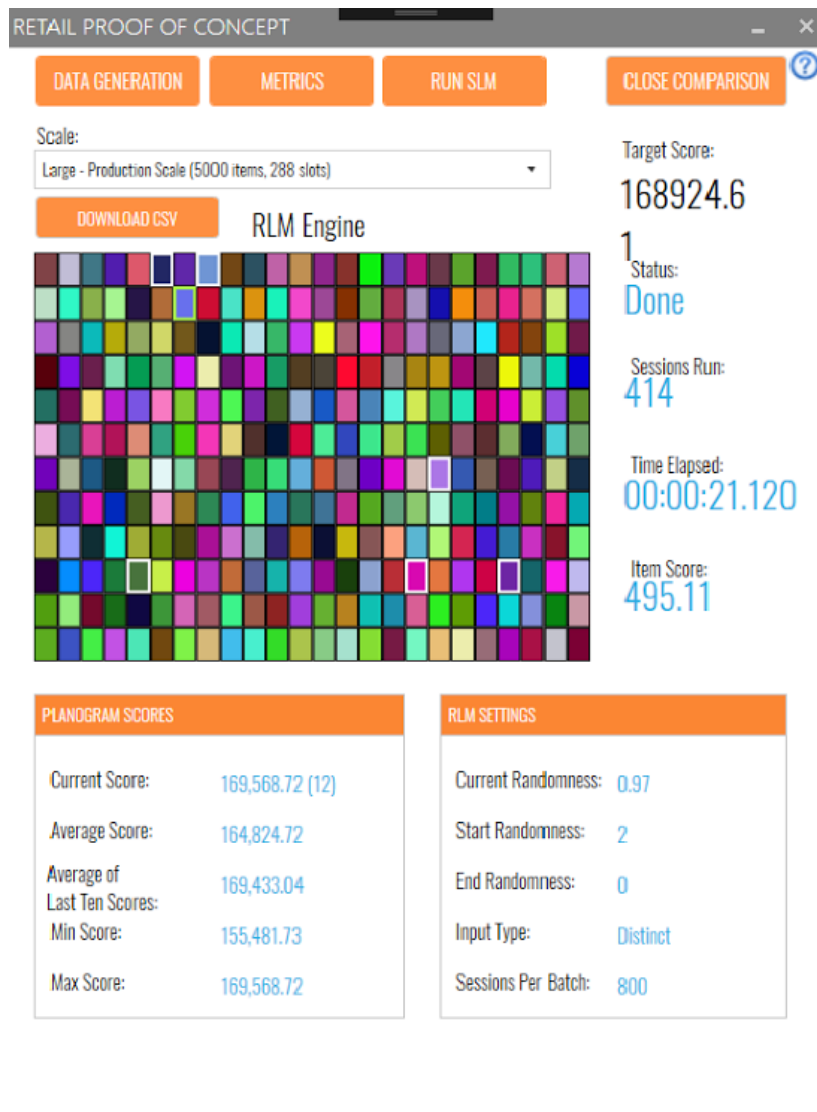 RETAIL PROOF OF CONCEPT
DATA GENERATION
METRICS
RUN SLM
CLOSE COMPARISON
?
Scale:
Large - Production Scale (5000 items, 288 slots)
DOWNLOAD CSV
RLM Engine
Target Score:
168924.6
1
Status:
Done
Sessions Run:
414
Time Elapsed:
00:00:21.120
Item Score:
495.11
PLANOGRAM SCORES
Current Score: 169,568.72 (12)
Average Score: 164,824.72
Average of
Last Ten Scores: 169,433.04
Min Score: 155,481.73
Max Score: 169,568.72
RLM SETTINGS
Current Randomness: 0.97
Start Randomness: 2
End Randomness: 0
Input Type: Distinct
Sessions Per Batch: 800